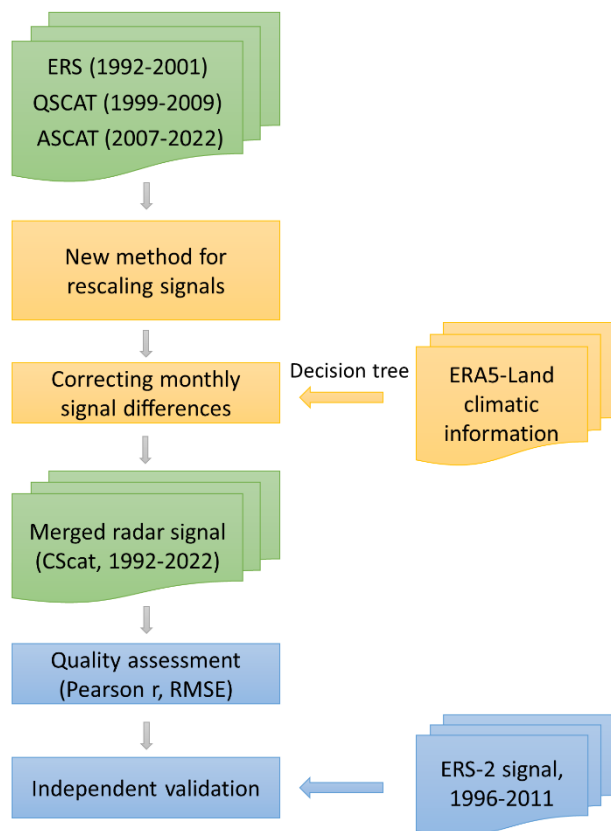 ERS (1992-2001)
QSCAT (1999-2009)
ASCAT (2007-2022)
New method for
rescaling signals
Correcting monthly
signal differences
Decision tree
ERA5-Land
climatic
information
Merged radar signal
(CScat, 1992-2022)
Quality assessment
(Pearson r, RMSE)
Independent validation
ERS-2 signal,
1996-2011